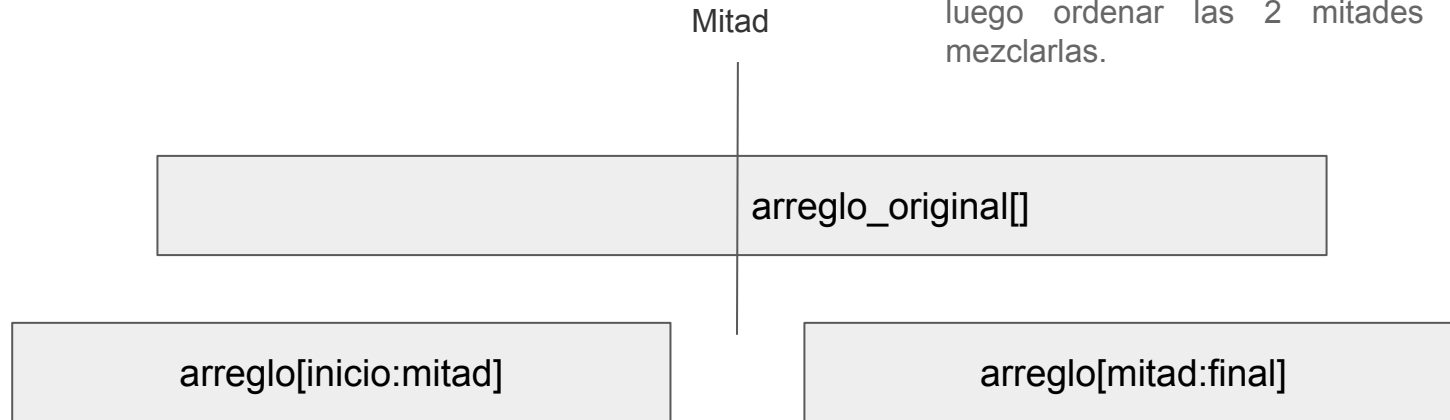 Mitad
luego ordenar las 2 mitades
mezclarlas.
arreglo_original[]
arreglo[inicio:mitad]
arreglo[mitad:final]